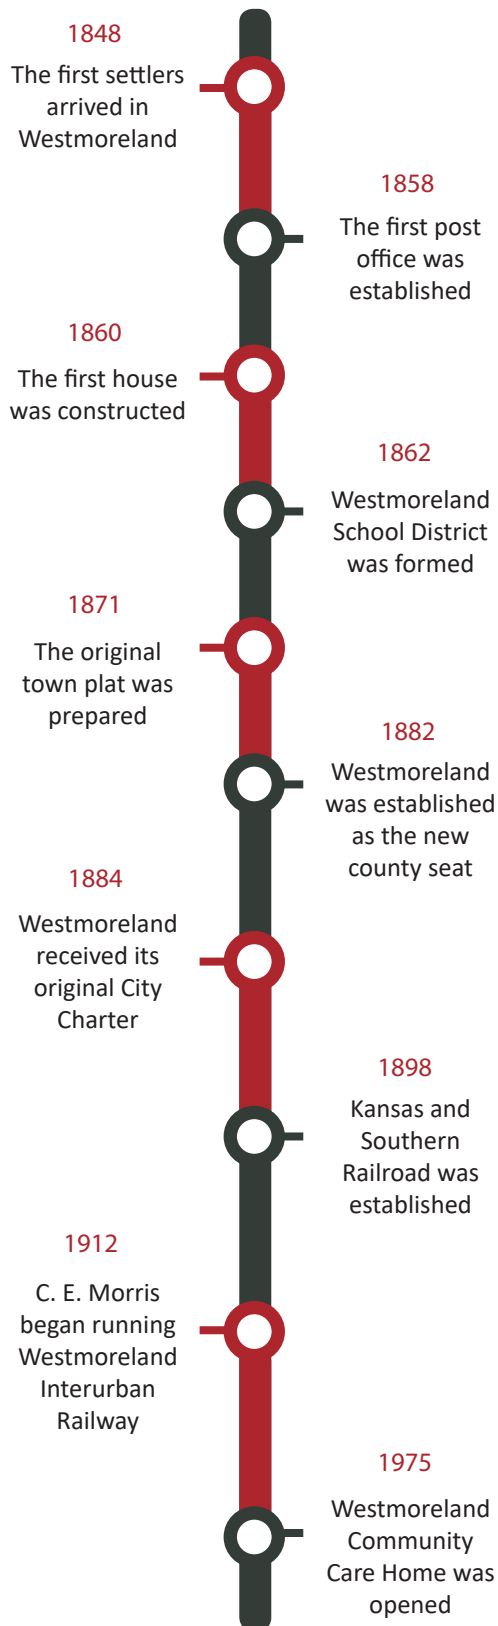 1848
The first settlers
arrived in
Westmoreland
1858
The first post
office was
established
1860
The first house
was constructed
1862
Westmoreland
School District
was formed
1871
The original
town plat was
prepared
1882
Westmoreland
was established
as the new
county seat
1884
Westmoreland
received its
original City
Charter
1898
Kansas and
Southern
Railroad was
established
1912
C. E. Morris
began running
Westmoreland
Interurban
Railway
1975
Westmoreland
Community
Care Home was
opened